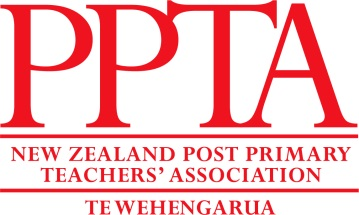 PPTA
NEW ZEALAND POST PRIMARY
TEACHERS' ASSOCIATION
TE WEHENGARUA